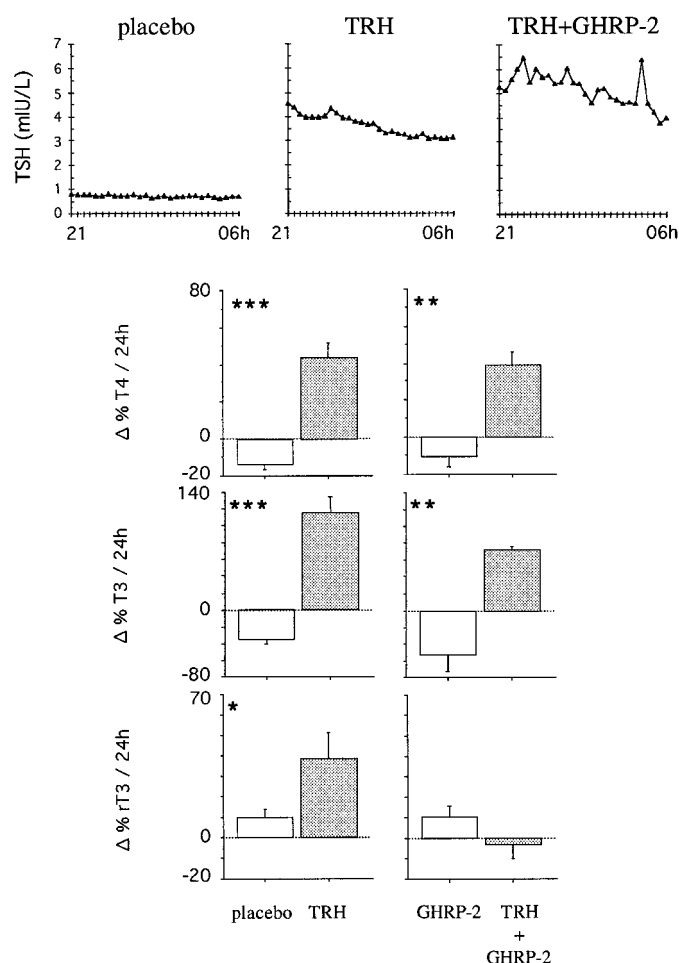 placebo TRH TRH+GHRP-2
TSH (mIU/L)
7
6
5
4
3
2
1
0
21 06h 21 06h 21 06h
Δ % T4 / 24h
80
0
-20
*** **
Δ % T3 / 24h
140
0
-80
*** **
Δ % rT3 / 24h
70
0
-20
*
placebo TRH GHRP-2 TRH
+
GHRP-2